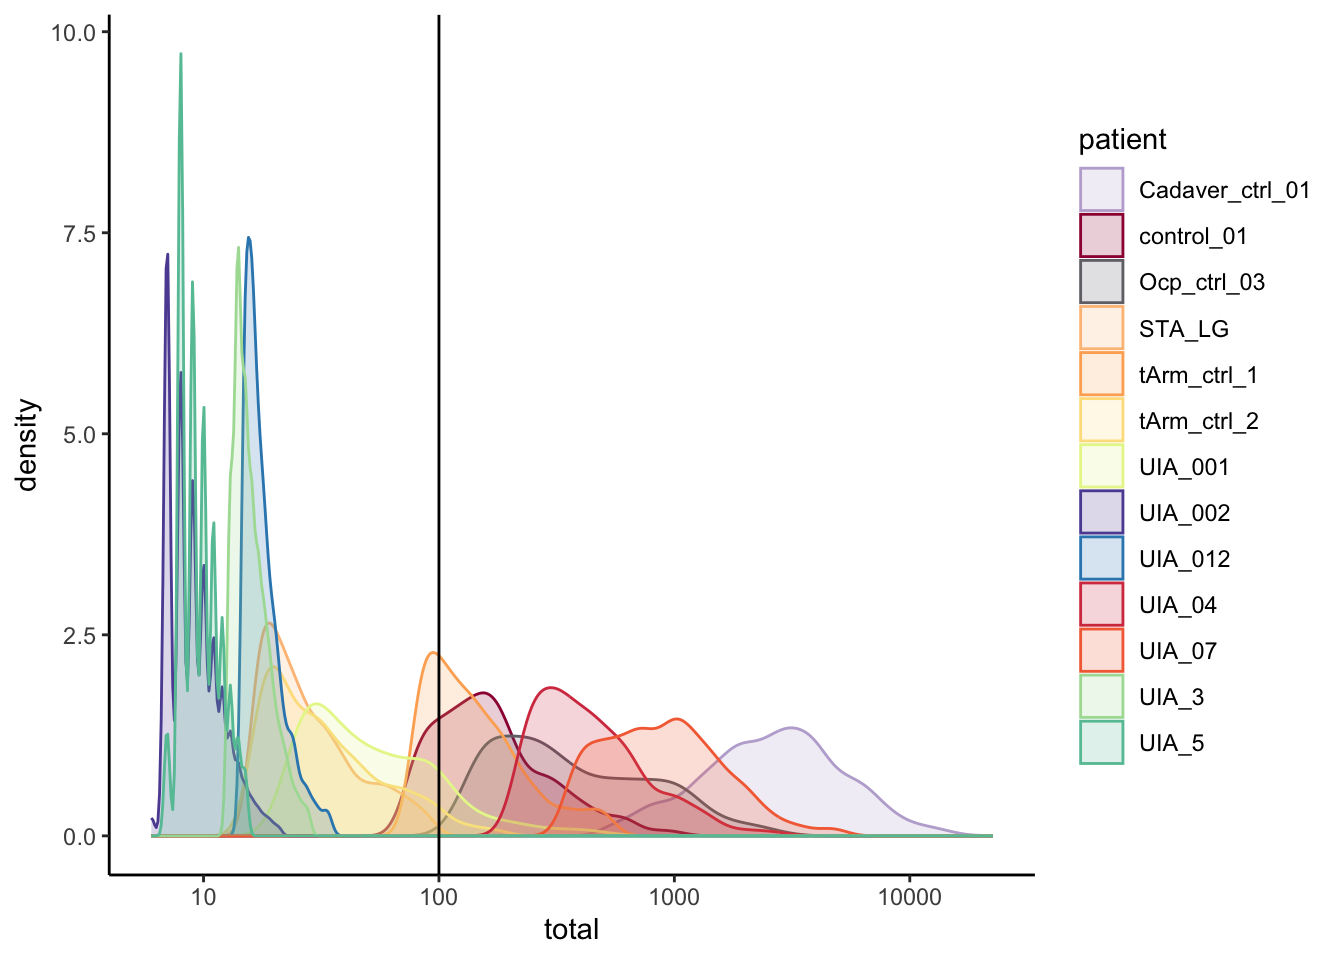 10.0
7.5
5.0
2.5
0.0
density
10
100
1000
10000
total
patient
Cadaver_ctrl_01
control_01
Ocp_ctrl_03
STA_LG
tArm_ctrl_1
tArm_ctrl_2
UIA_001
UIA_002
UIA_012
UIA_04
UIA_07
UIA_3
UIA_5